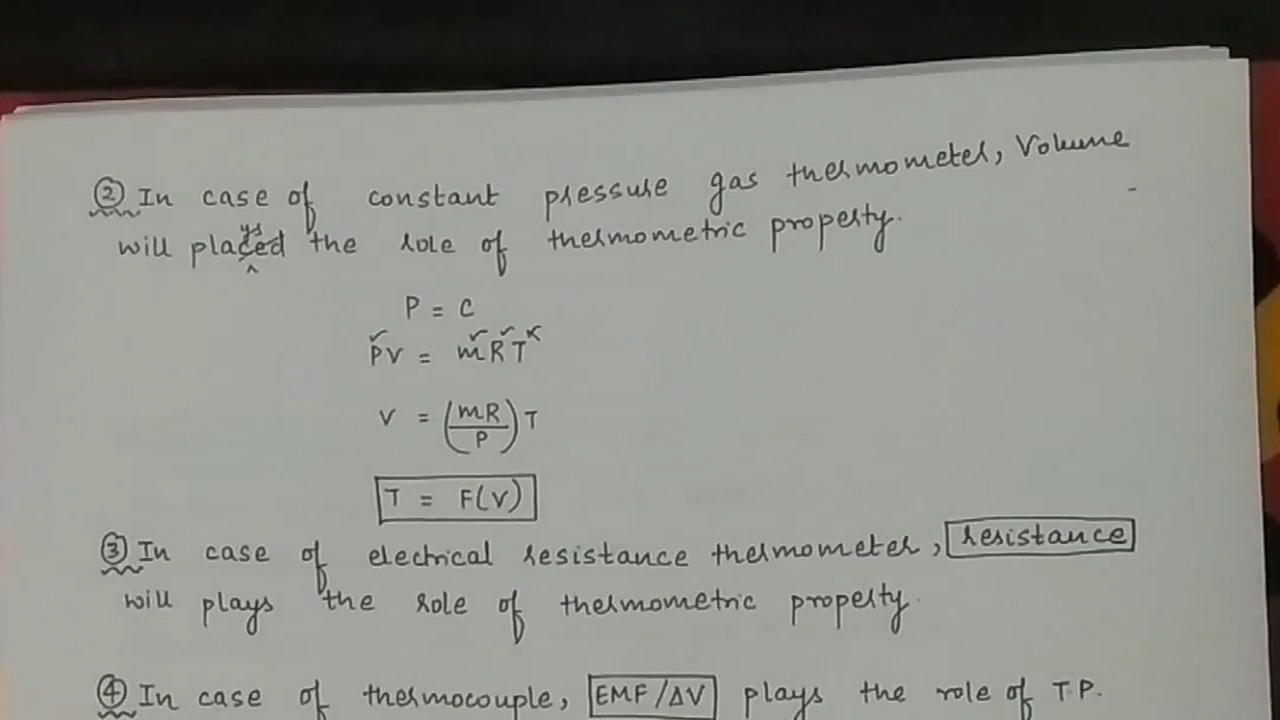 ② In case of constant pressure gas thermometer, Volume
will placed ys the role of thermometric property.
P = C
PV = mRT
V = (mR/P) T
T = F(V)
③ In case of electrical resistance thermometer, resistance
will plays the role of thermometric property.
④ In case of thermocouple, EMF/ΔV plays the role of T.P.